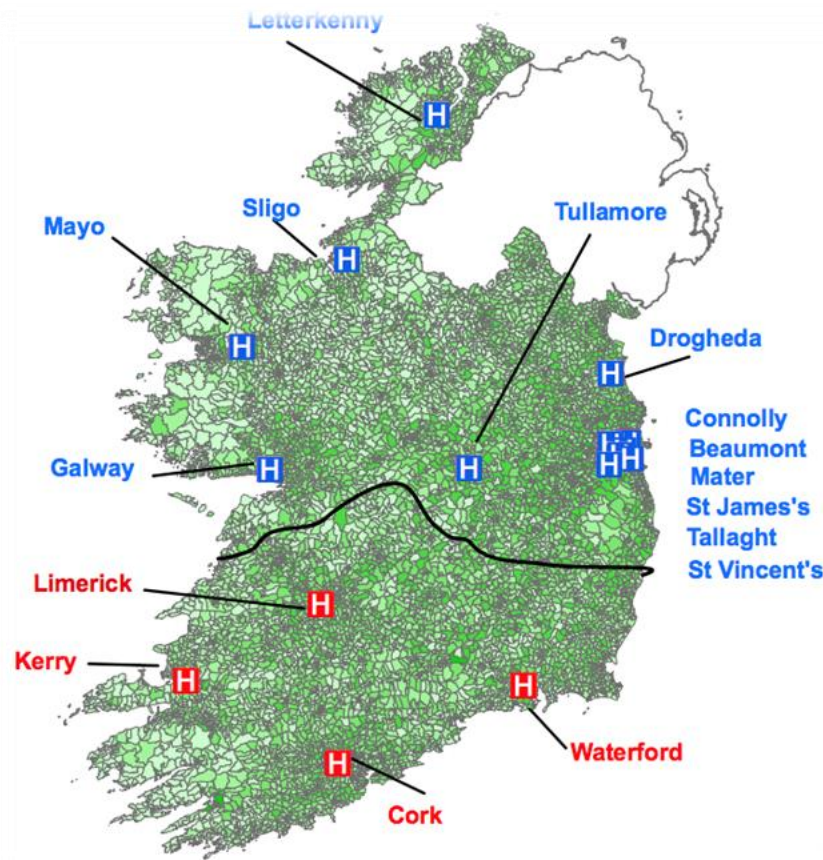 Letterkenny
H
Sligo
Tullamore
Mayo
H
H
Drogheda
H
Connolly
H
Beaumont
Galway
H
H
H
H
Mater
St James's
Tallaght
St Vincent's
Limerick
H
Kerry
H
H
Waterford
H
Cork